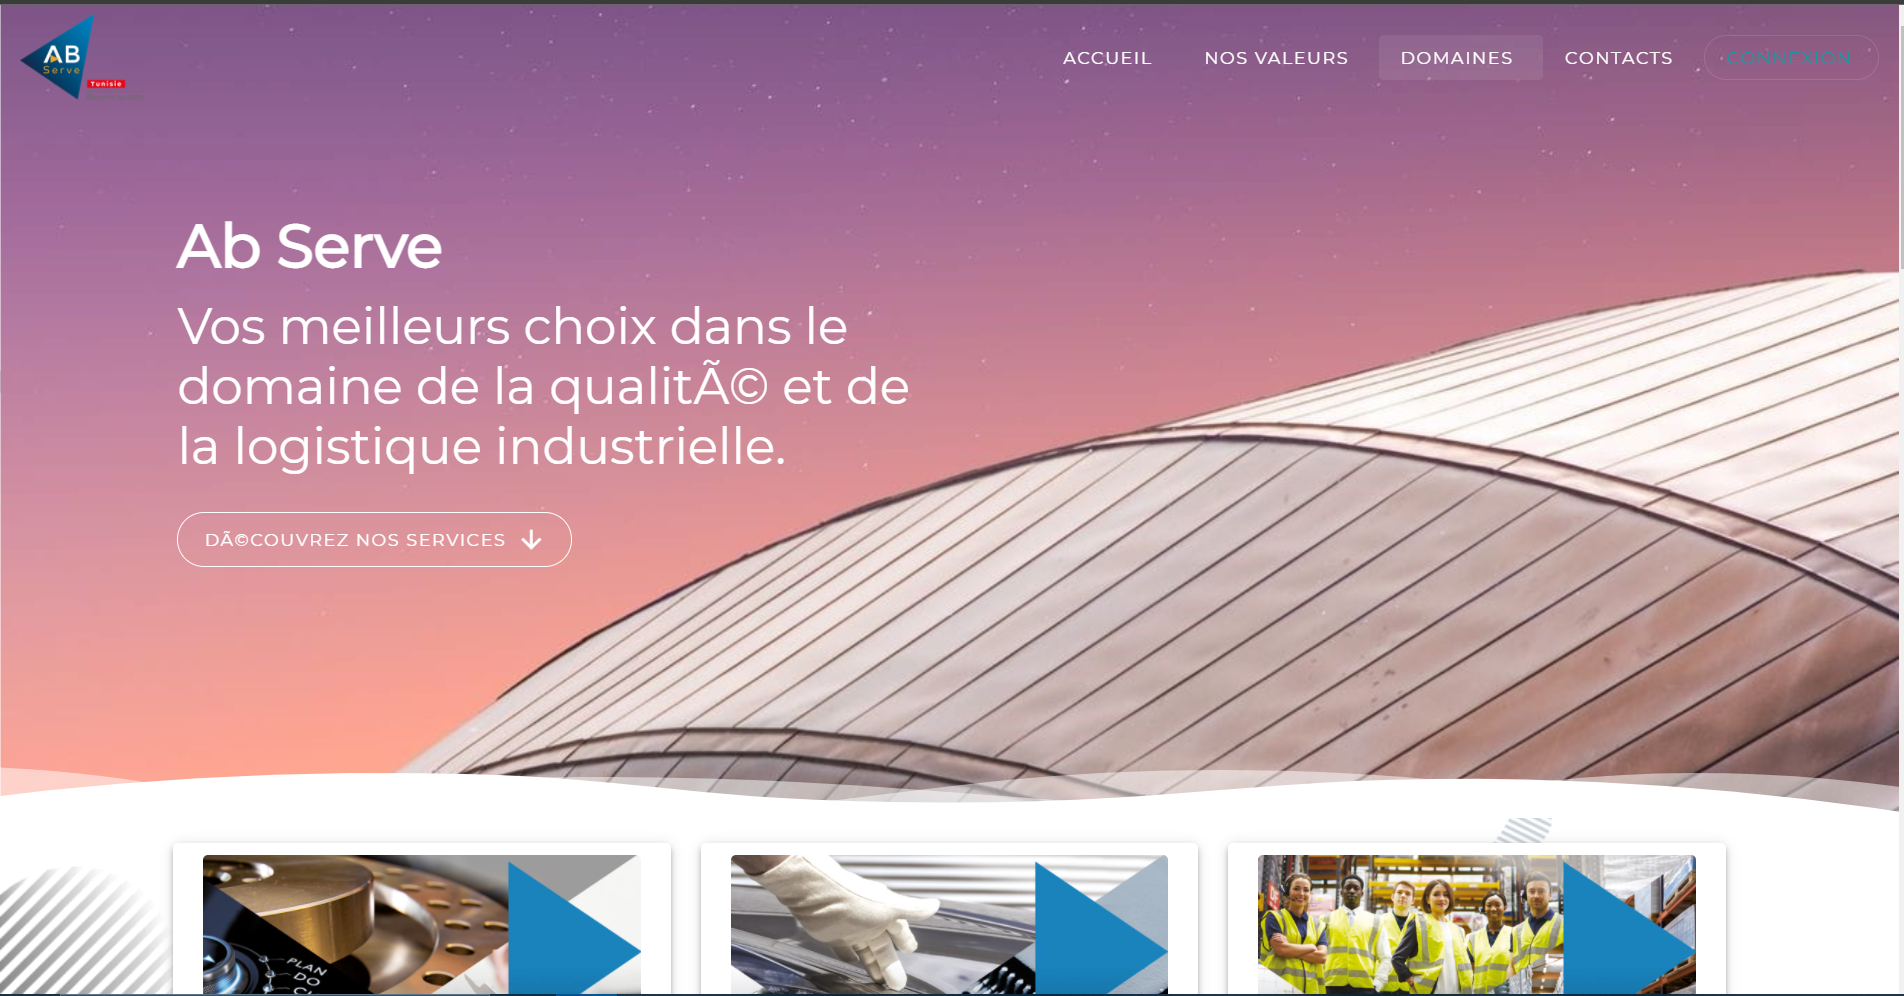 AB
Serve
Tunisie
ACCUEIL
NOS VALEURS
DOMAINES
CONTACTS
CONNEXION
Ab Serve
Vos meilleurs choix dans le
domaine de la qualitÃ© et de
la logistique industrielle.
DÃ©COUVREZ NOS SERVICES
PLAN
DO